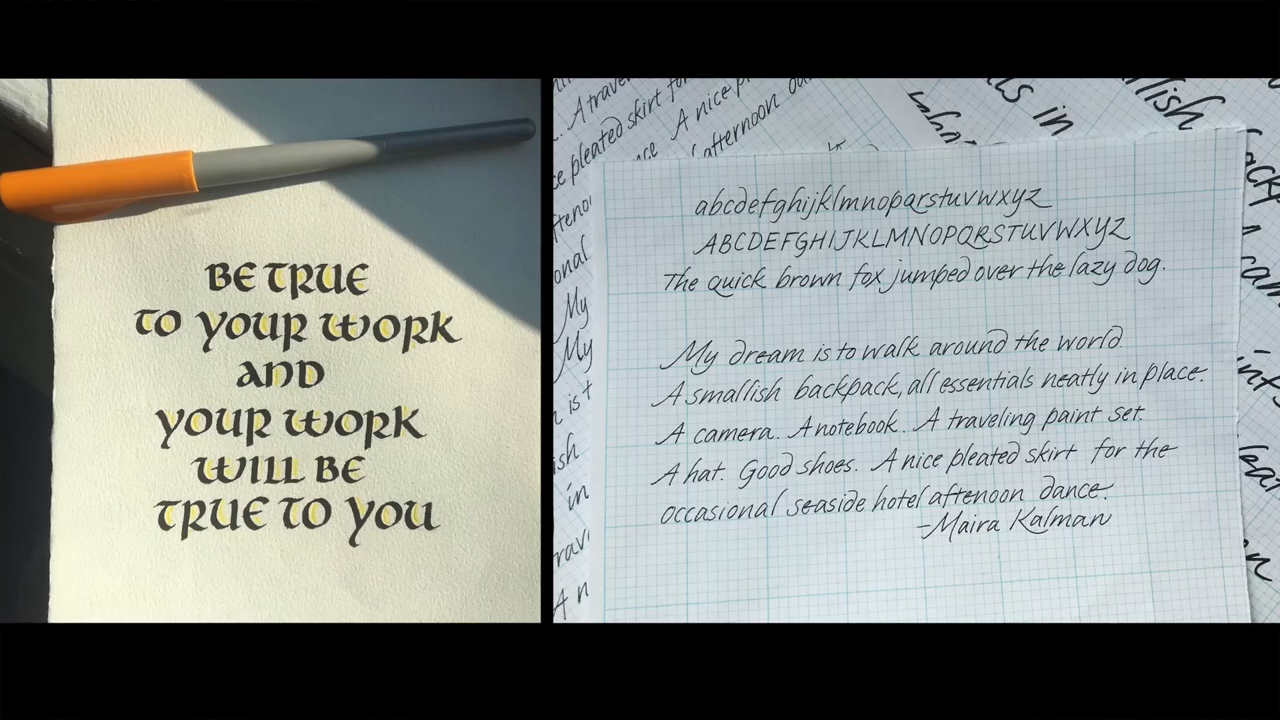 BE TRUE
TO YOUR WORK
AND
YOUR WORK
WILL BE
TRUE TO YOU
abcdefghijklmnopqrstuvwxyz
ABCDEFGHIJKLMNOPQRSTUVWXYZ
The quick brown fox jumped over the lazy dog.
My dream is to walk around the world.
A smallish backpack, all essentials neatly in place.
A camera. A notebook. A traveling paint set.
A hat. Good shoes. A nice pleated skirt for the
occasional seaside hotel aftenoon dance.
-Maira Kalman